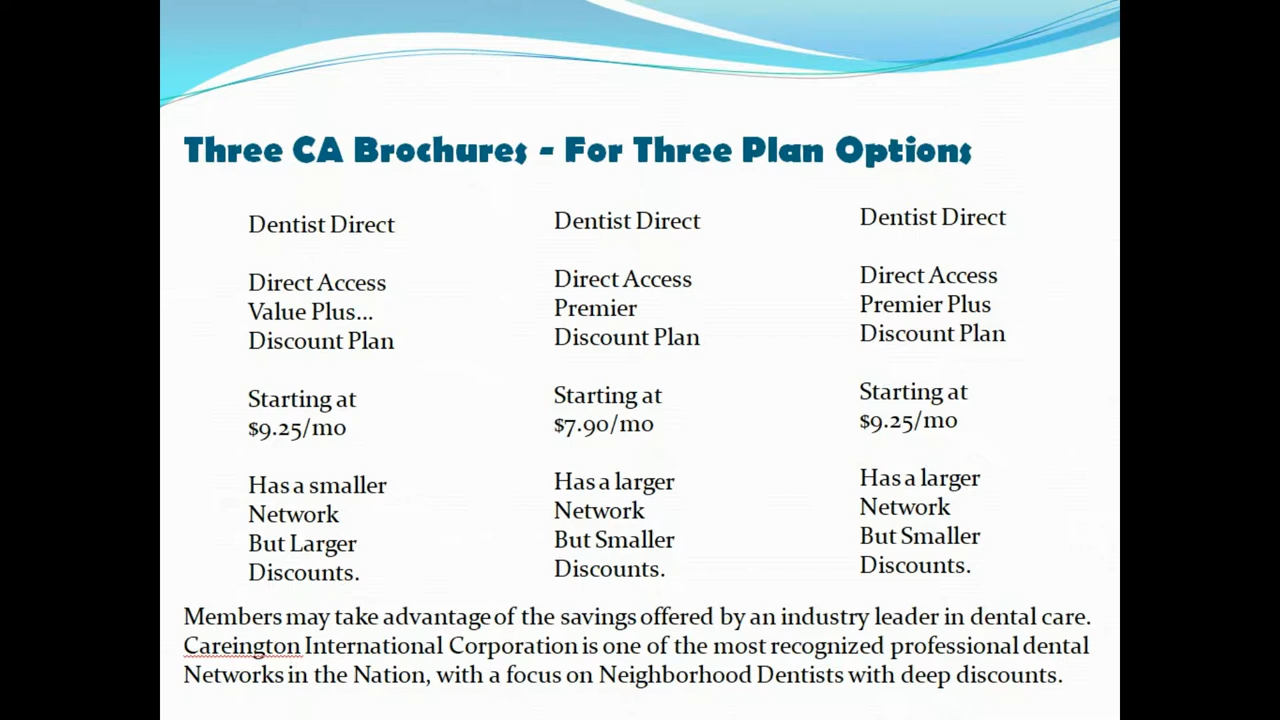 Three CA Brochures - For Three Plan Options
Dentist Direct
Direct Access
Value Plus...
Discount Plan
Starting at
$9.25/mo
Has a smaller
Network
But Larger
Discounts.
Dentist Direct
Direct Access
Premier
Discount Plan
Starting at
$7.90/mo
Has a larger
Network
But Smaller
Discounts.
Dentist Direct
Direct Access
Premier Plus
Discount Plan
Starting at
$9.25/mo
Has a larger
Network
But Smaller
Discounts.
Members may take advantage of the savings offered by an industry leader in dental care.
Careington International Corporation is one of the most recognized professional dental
Networks in the Nation, with a focus on Neighborhood Dentists with deep discounts.